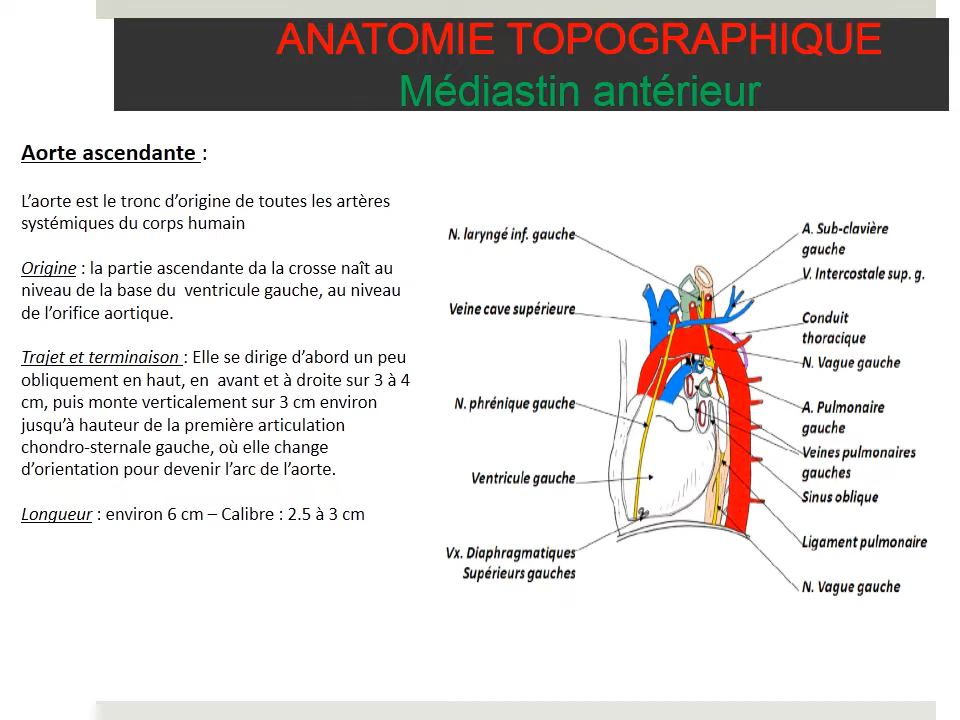 ANATOMIE TOPOGRAPHIQUE
Médiastin antérieur
Aorte ascendante :
L’aorte est le tronc d’origine de toutes les artères
systémiques du corps humain
Origine : la partie ascendante da la crosse naît au
niveau de la base du ventricule gauche, au niveau
de l’orifice aortique.
Trajet et terminaison : Elle se dirige d’abord un peu
obliquement en haut, en avant et à droite sur 3 à 4
cm, puis monte verticalement sur 3 cm environ
jusqu’à hauteur de la première articulation
chondro-sternale gauche, où elle change
d’orientation pour devenir l’arc de l’aorte.
Longueur : environ 6 cm – Calibre : 2.5 à 3 cm
N. laryngé inf. gauche
Veine cave supérieure
N. phrénique gauche
Ventricule gauche
Vx. Diaphragmatiques
Supérieurs gauches
A. Sub-clavière
gauche
V. Intercostale sup. g.
Conduit
thoracique
N. Vague gauche
A. Pulmonaire
gauche
Veines pulmonaires
gauches
Sinus oblique
Ligament pulmonaire
N. Vague gauche